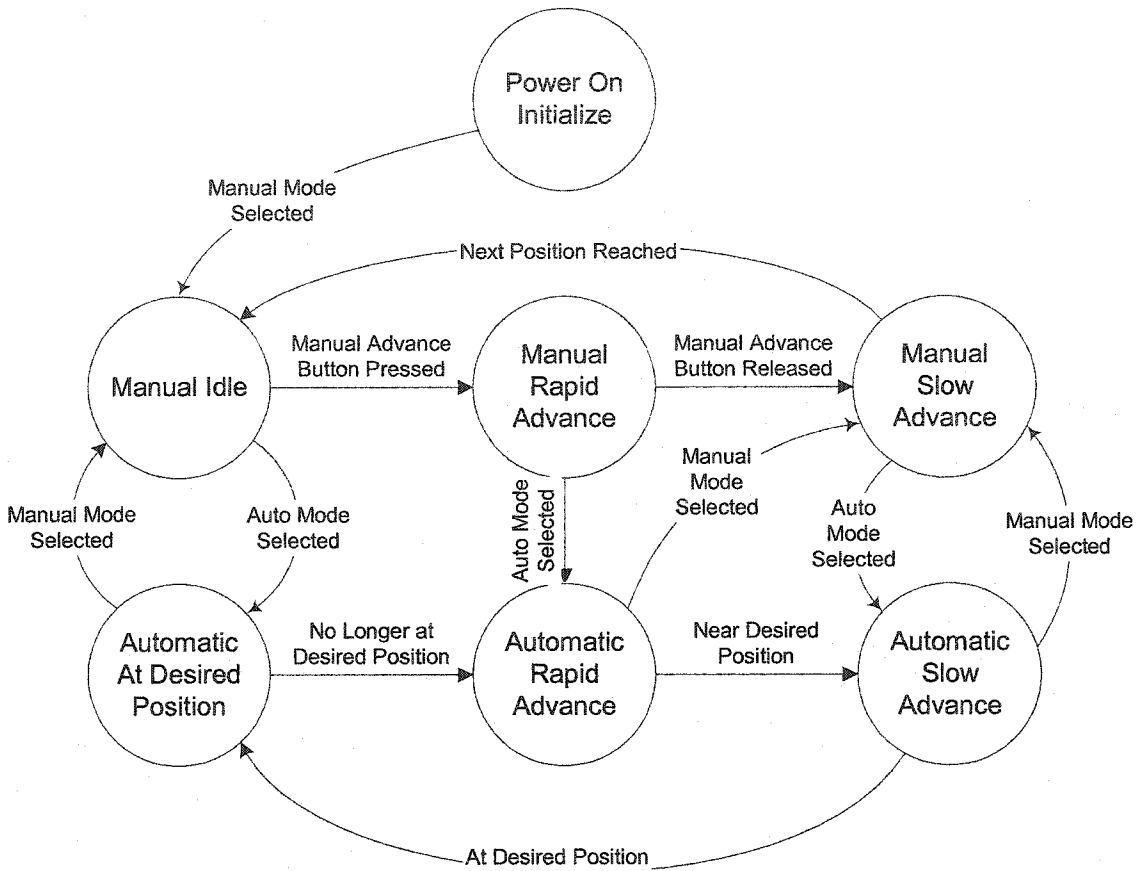 Power On
Initialize
Manual Mode
Selected
Next Position Reached
Manual Idle
Manual Advance
Button Pressed
Manual
Rapid
Advance
Manual Advance
Button Released
Manual
Slow
Advance
Manual Mode
Selected
Auto Mode
Selected
Auto Mode
Selected
Manual
Mode
Selected
Auto
Mode
Selected
Manual Mode
Selected
Automatic
At Desired
Position
No Longer at
Desired Position
Automatic
Rapid
Advance
Near Desired
Position
Automatic
Slow
Advance
At Desired Position